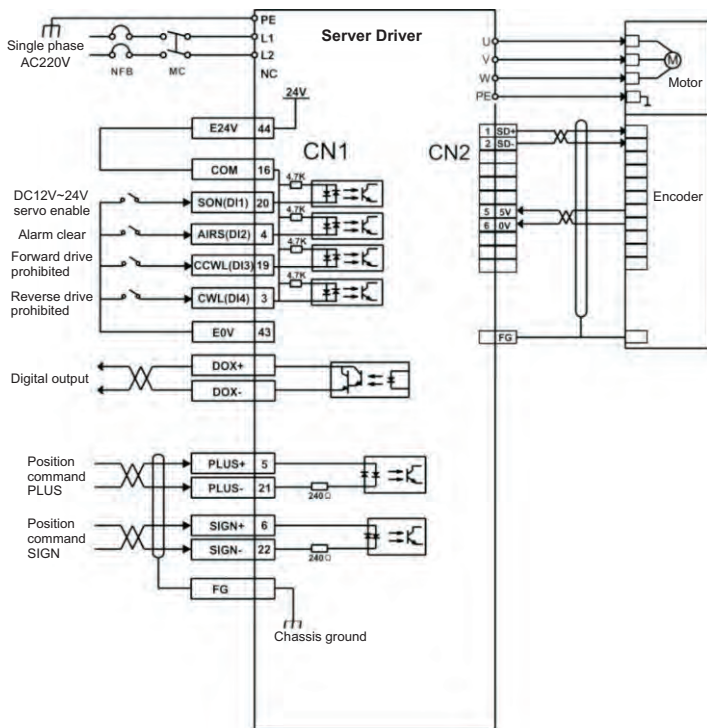 PE
Single phase
AC220V
L1
L2
NFB
MC
NC
Server Driver
U
V
W
PE
M
Motor
24V
E24V 44
CN1
CN2
COM 16
4.7K
DC12V~24V
servo enable
SON(DI1) 20
4.7K
Alarm clear
AIRS(DI2) 4
4.7K
Forward drive
prohibited
CCWL(DI3) 19
4.7K
Reverse drive
prohibited
CWL(DI4) 3
E0V 43
1 SD+
2 SD-
5 5V
6 0V
FG
Encoder
Digital output
DOX+
DOX-
Position
command
PLUS
PLUS+ 5
PLUS- 21
240Ω
Position
command
SIGN
SIGN+ 6
SIGN- 22
240Ω
FG
Chassis ground